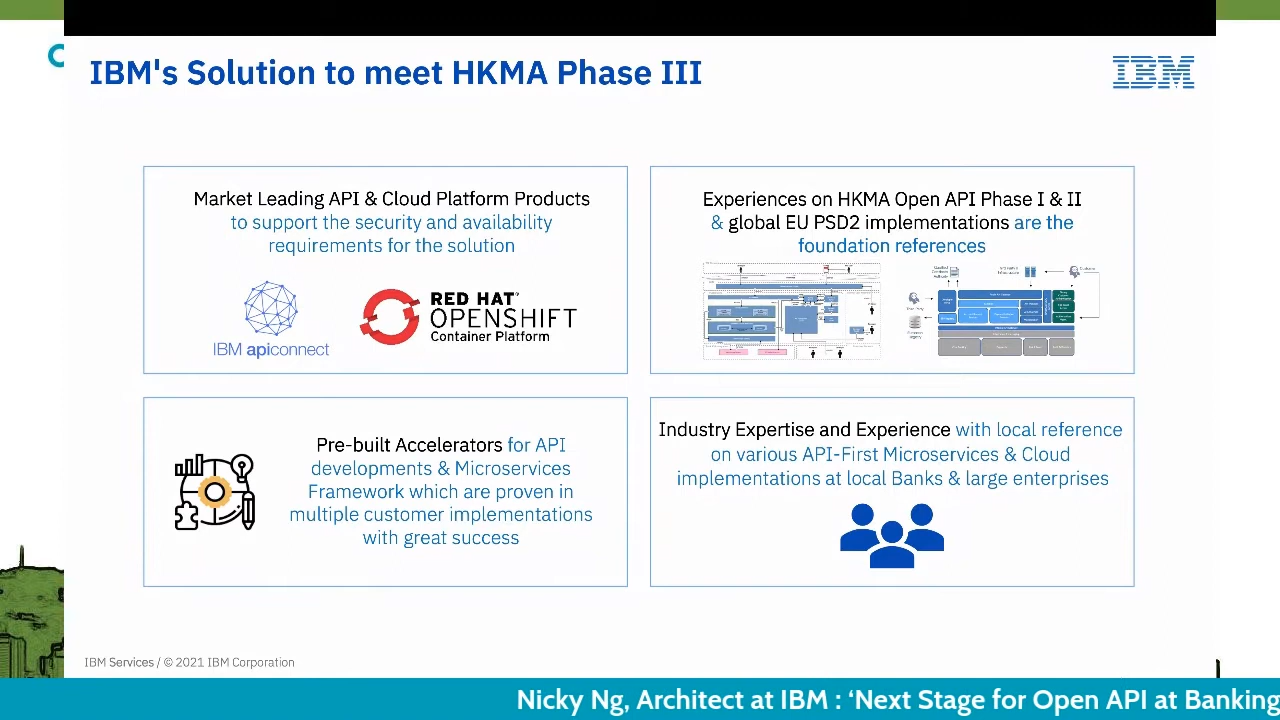 IBM's Solution to meet HKMA Phase III
IBM
Market Leading API & Cloud Platform Products
to support the security and availability
requirements for the solution
IBM apiconnect
RED HAT
OPENSHIFT
Container Platform
Experiences on HKMA Open API Phase I & II
& global EU PSD2 implementations are the
foundation references
Pre-built Accelerators for API
developments & Microservices
Framework which are proven in
multiple customer implementations
with great success
Industry Expertise and Experience with local reference
on various API-First Microservices & Cloud
implementations at local Banks & large enterprises
IBM Services / © 2021 IBM Corporation
Nicky Ng, Architect at IBM : ‘Next Stage for Open API at Banking